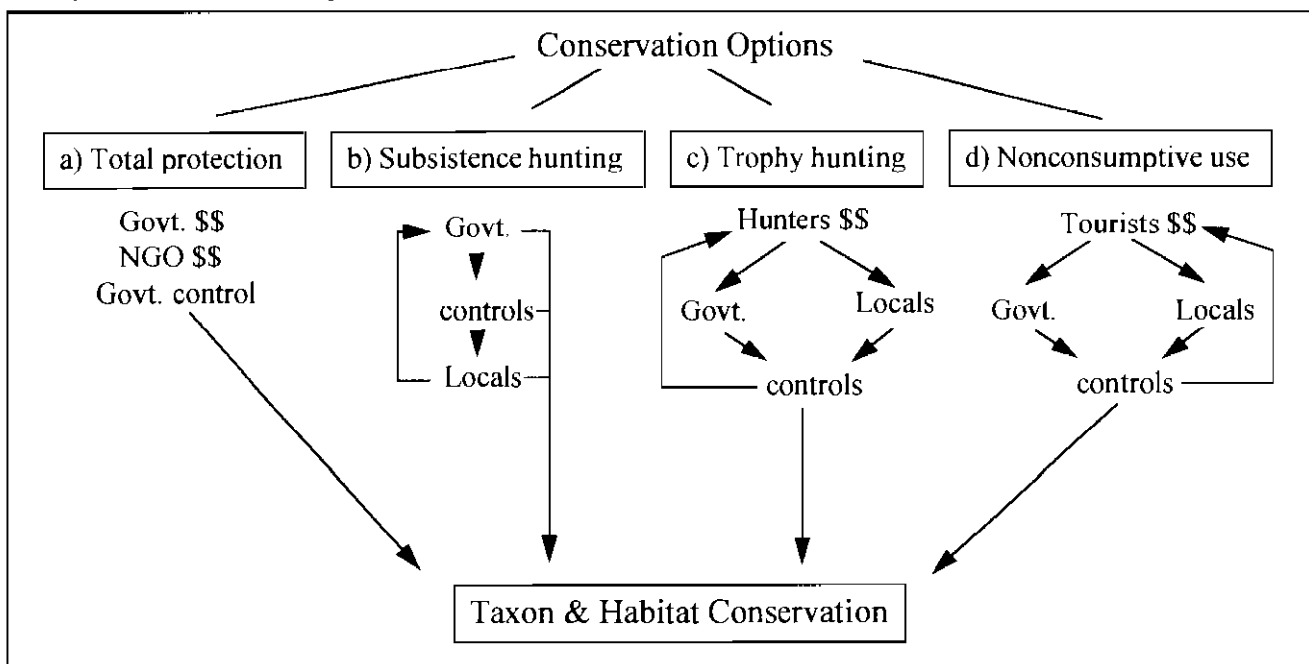 Conservation Options
a) Total protection
b) Subsistence hunting
c) Trophy hunting
d) Nonconsumptive use
Govt. $$
NGO $$
Govt. control
Govt.
controls
Locals
Hunters $$
Govt.
Locals
controls
Tourists $$
Govt.
Locals
controls
Taxon & Habitat Conservation